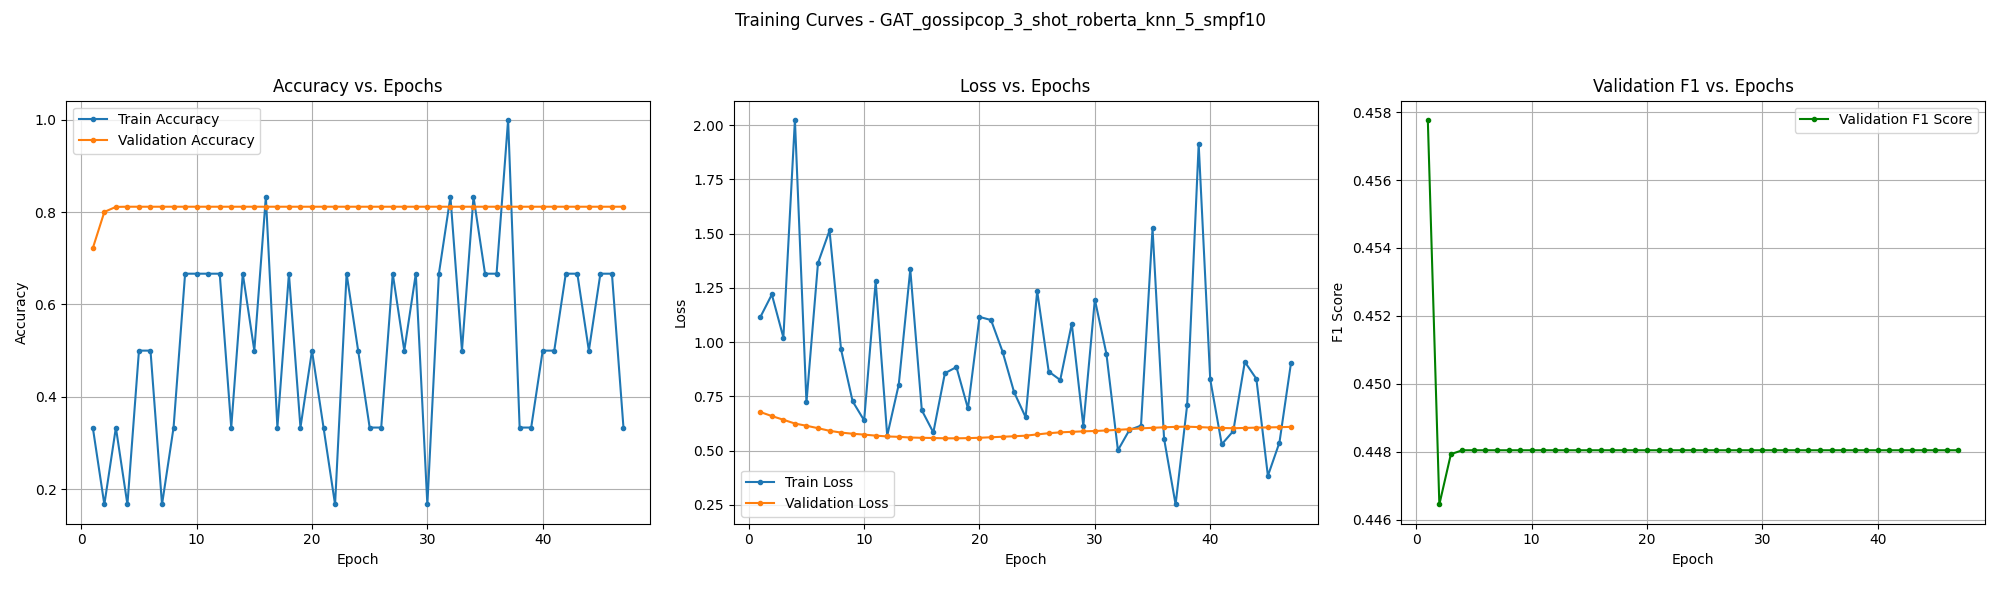 Training Curves - GAT_gossipcop_3_shot_roberta_knn_5_smpf10
Accuracy vs. Epochs
Train Accuracy
Validation Accuracy
1.0
0.8
0.6
0.4
0.2
Accuracy
0 10 20 30 40
Epoch
Loss vs. Epochs
2.00
1.75
1.50
1.25
1.00
0.75
0.50
0.25
Loss
Train Loss
Validation Loss
0 10 20 30 40
Epoch
Validation F1 vs. Epochs
Validation F1 Score
0.458
0.456
0.454
0.452
0.450
0.448
0.446
F1 Score
0 10 20 30 40
Epoch